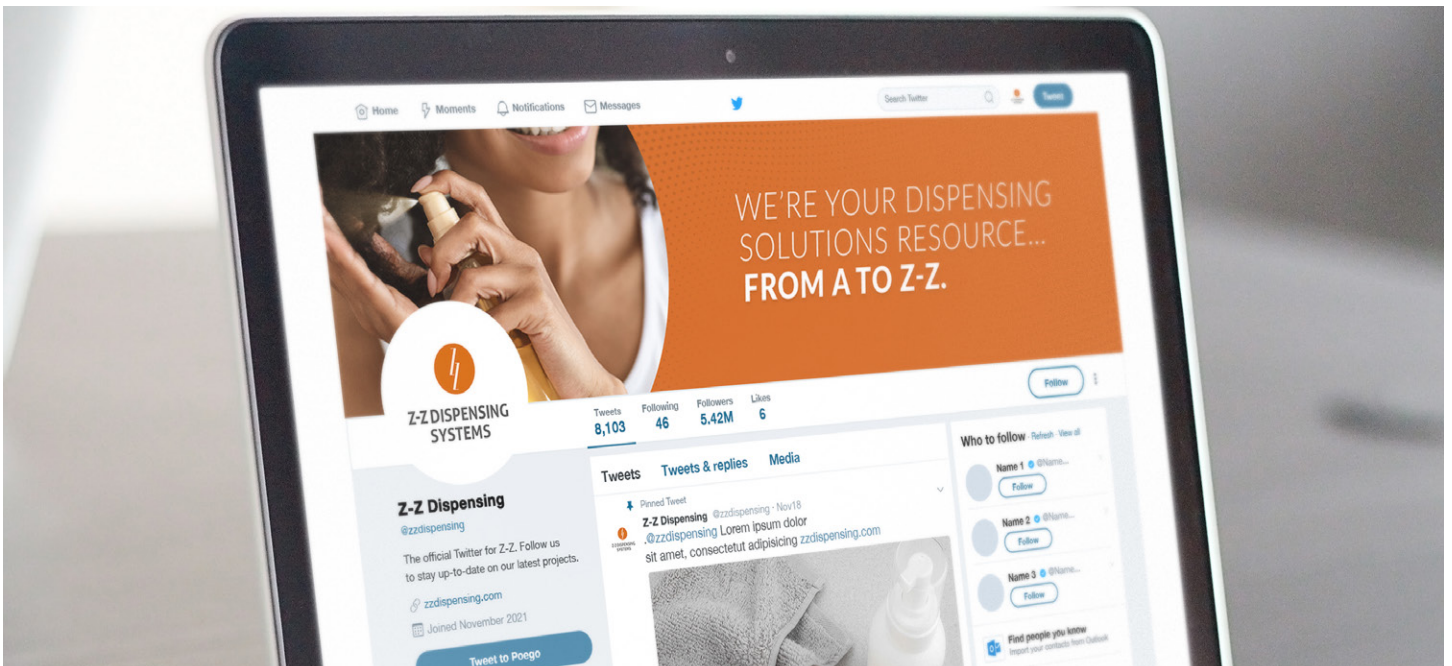 Home
Moments
Notifications
Messages
Search Twitter
Tweet
WE'RE YOUR DISPENSING
SOLUTIONS RESOURCE...
FROM A TO Z-Z.
Z-Z DISPENSING
SYSTEMS
Tweets
8,103
Following
46
Followers
5.42M
Likes
6
Follow
Z-Z Dispensing
@zzdispensing
The official Twitter for Z-Z. Follow us
to stay up-to-date on our latest projects.
zzdispensing.com
Joined November 2021
Tweet to Poego
Tweets
Tweets & replies
Media
Pinned Tweet
Z-Z Dispensing @zzdispensing · Nov18
.@zzdispensing Lorem ipsum dolor
sit amet, consectetut adipisicing zzdispensing.com
Z-Z DISPENSING
SYSTEMS
Who to follow · Refresh · View all
Name 1 @Name...
Follow
Name 2 @Name...
Follow
Name 3 @Name...
Follow
Find people you know
Import your contacts from Outlook